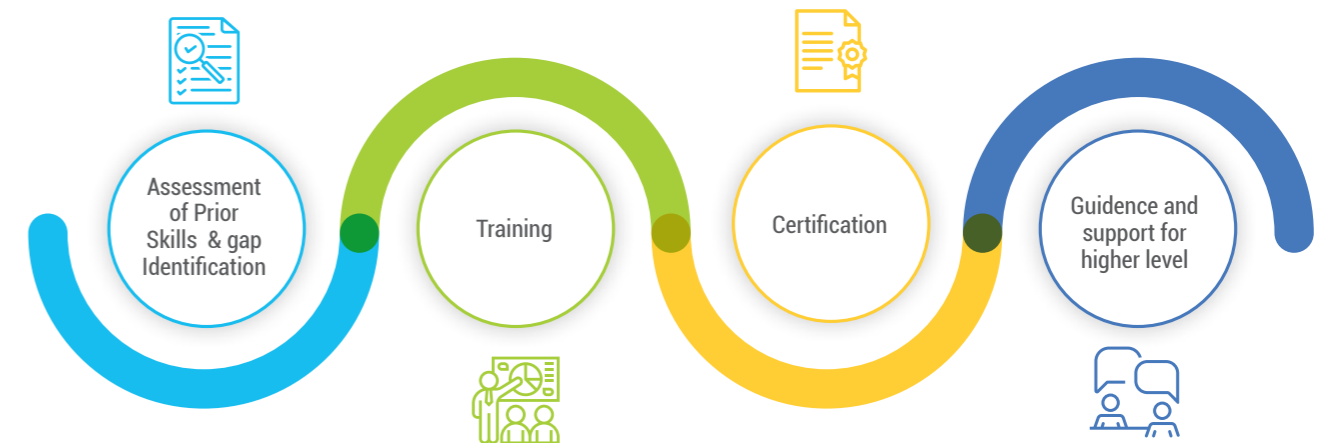 Assessment
of Prior
Skills & gap
Identification
Training
Certification
Guidence and
support for
higher level